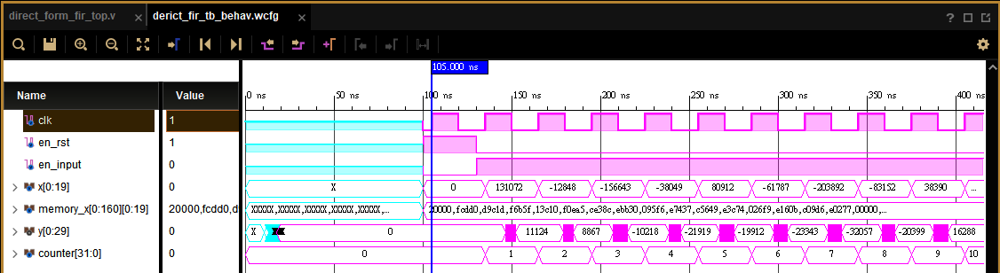 direct_form_fir_top.v × derict_fir_tb_behav.wcfg × ?
105.000 ns
Name Value 0 ns 50 ns 100 ns 150 ns 200 ns 250 ns 300 ns 350 ns 400 ns
clk 1
en_rst 1
en_input 0
x[0:19] 0 X 0 131072 -12848 -156643 -38049 80912 -61787 -203892 -83152 38390 ...
memory_x[0:160][0:19] 20000,fcdd0,d XXXXX,XXXXX,XXXXX,XXXXX,XXXXX,... 20000,fcdd0,d9c1d,f6b5f,13c10,f0ea5,ce38c,ebb30,095f6,e7437,c5649,e3c74,026f9,e160b,c09d6,e0277,00000,...
y[0:29] 0 X 0 11124 8867 -10218 -21919 -19912 -23343 -32057 -20399 16288
counter[31:0] 0 0 1 2 3 4 5 6 7 8 9 10